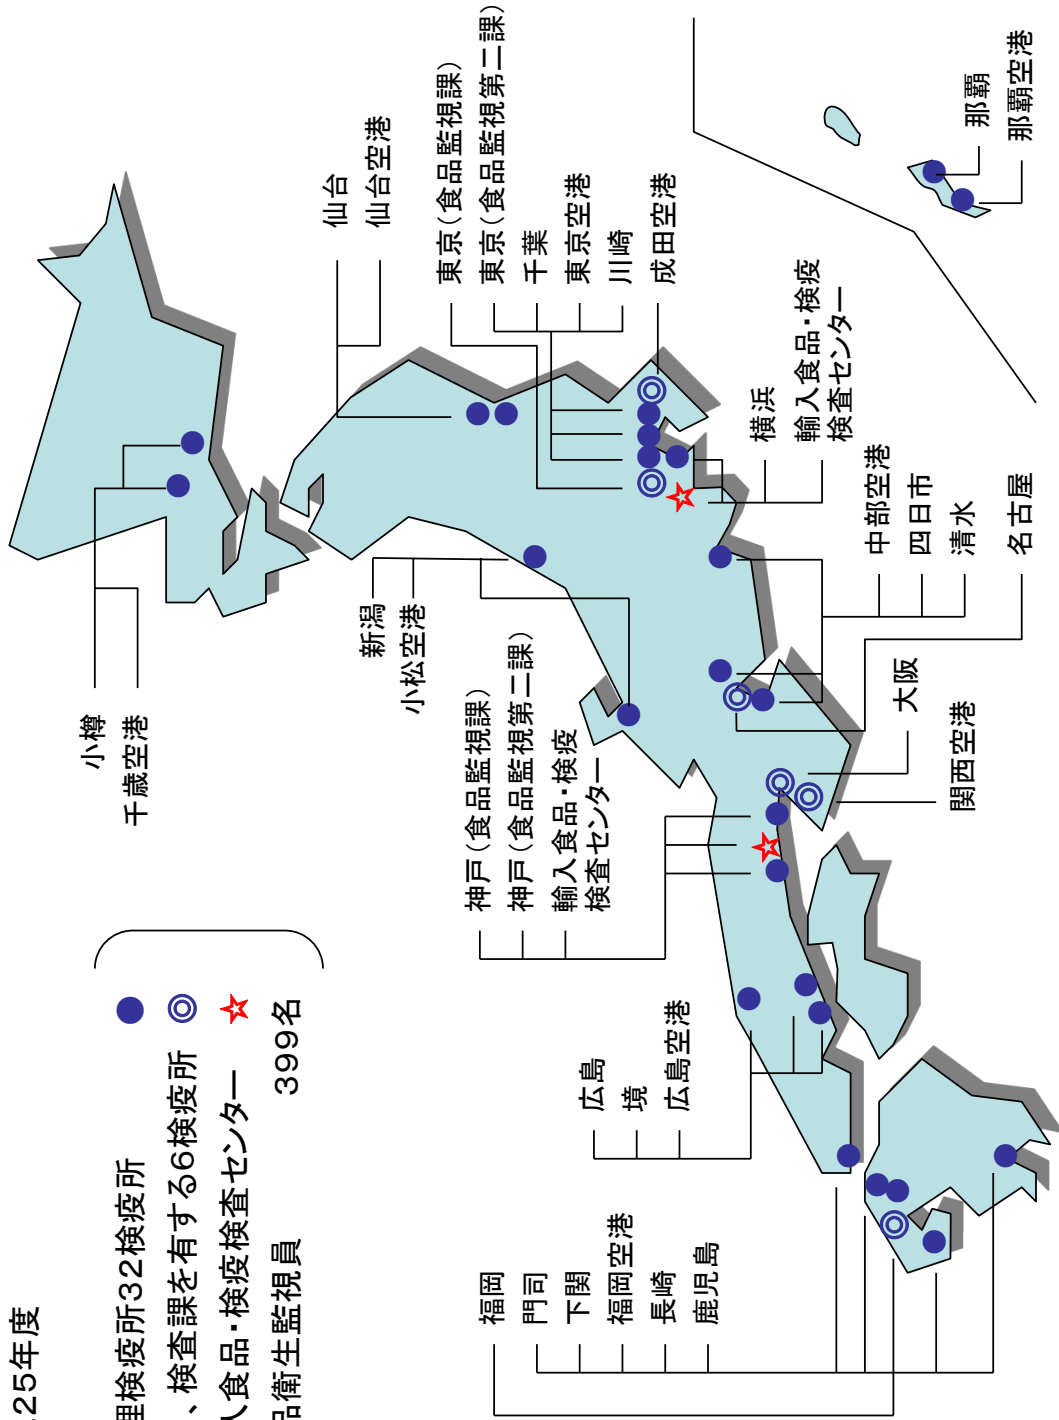 25年度
理検疫所32検疫所
、検査課を有する6検疫所
入食品・検疫検査センター
品衛生監視員 399名
小樽
千歳空港
仙台
仙台空港
新潟
小松空港
東京（食品監視課）
東京（食品監視第二課）
千葉
東京空港
川崎
成田空港
横浜
輸入食品・検疫
検査センター
中部空港
四日市
清水
名古屋
大阪
関西空港
神戸（食品監視課）
神戸（食品監視第二課）
輸入食品・検疫
検査センター
広島
境
広島空港
福岡
門司
下関
福岡空港
長崎
鹿児島
那覇
那覇空港